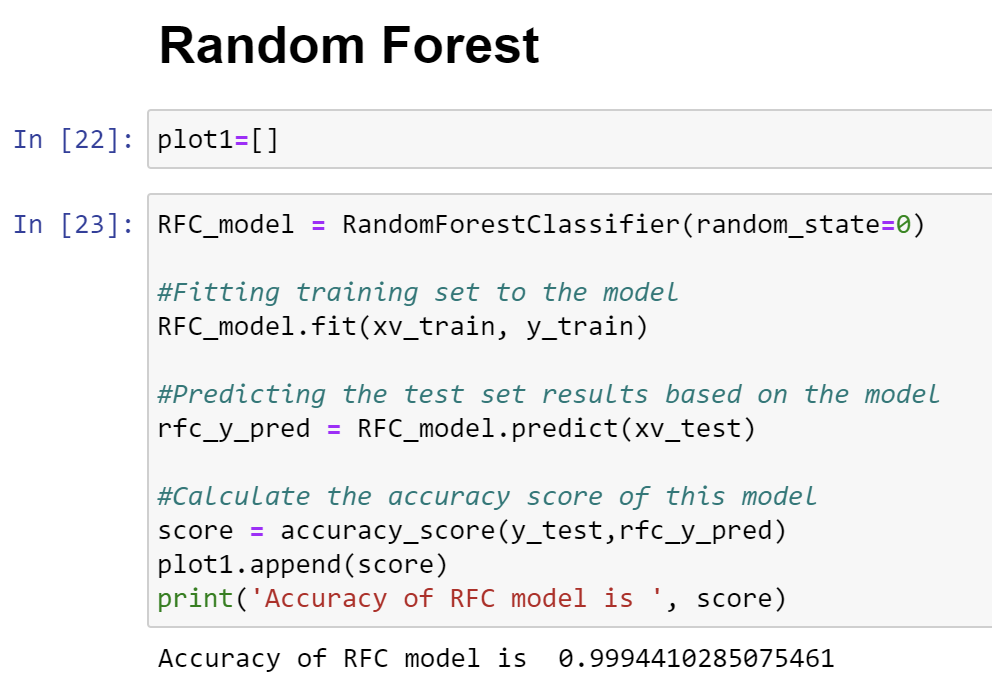 Random Forest
In [22]: plot1=[]
In [23]: RFC_model = RandomForestClassifier(random_state=0)
#Fitting training set to the model
RFC_model.fit(xv_train, y_train)
#Predicting the test set results based on the model
rfc_y_pred = RFC_model.predict(xv_test)
#Calculate the accuracy score of this model
score = accuracy_score(y_test,rfc_y_pred)
plot1.append(score)
print('Accuracy of RFC model is ', score)
Accuracy of RFC model is  0.9994410285075461